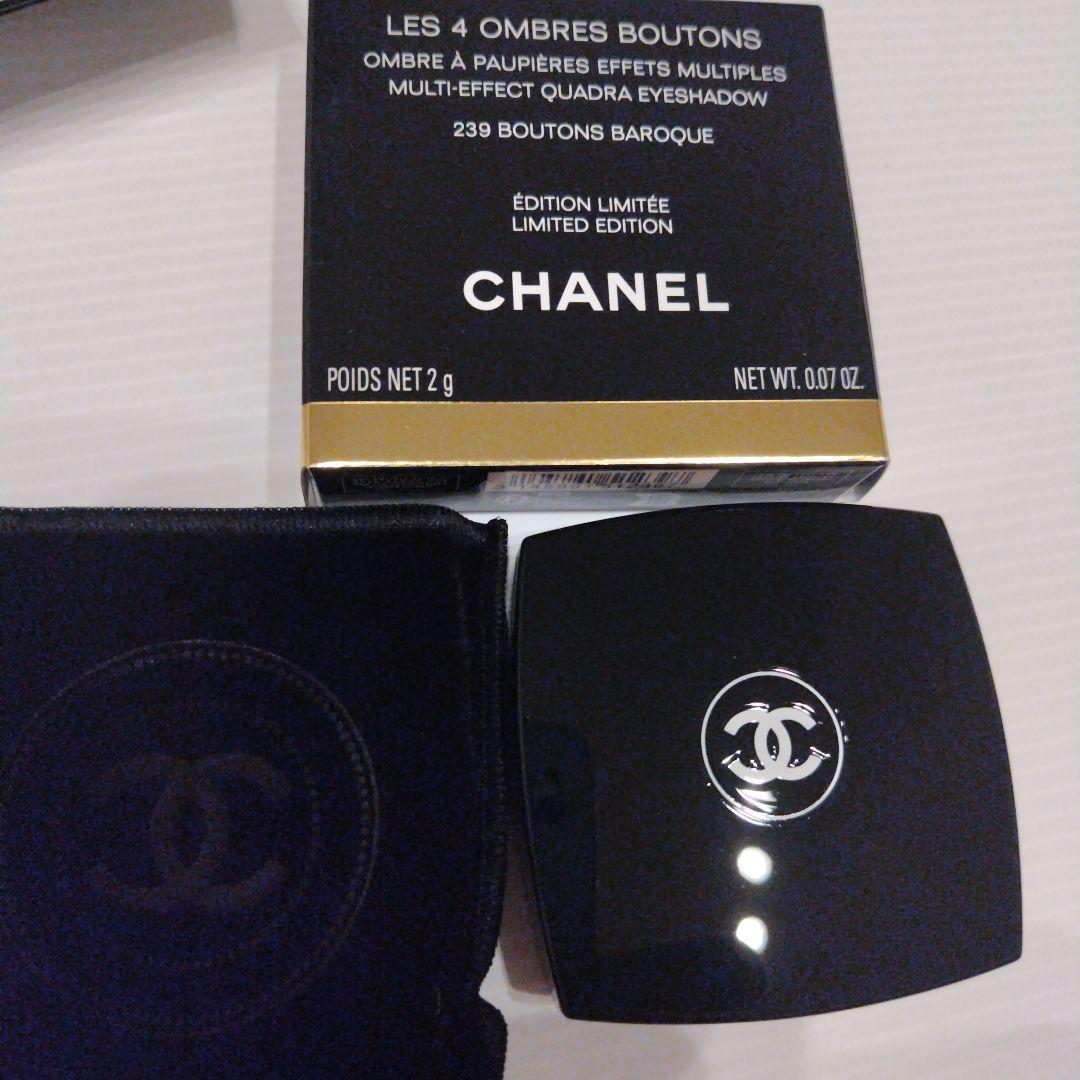 LES 4 OMBRES BOUTONS
OMBRE À PAUPIÈRES EFFETS MULTIPLES
MULTI-EFFECT QUADRA EYESHADOW
239 BOUTONS BAROQUE
ÉDITION LIMITÉE
LIMITED EDITION
CHANEL
POIDS NET 2 g
NET WT. 0.07 OZ.